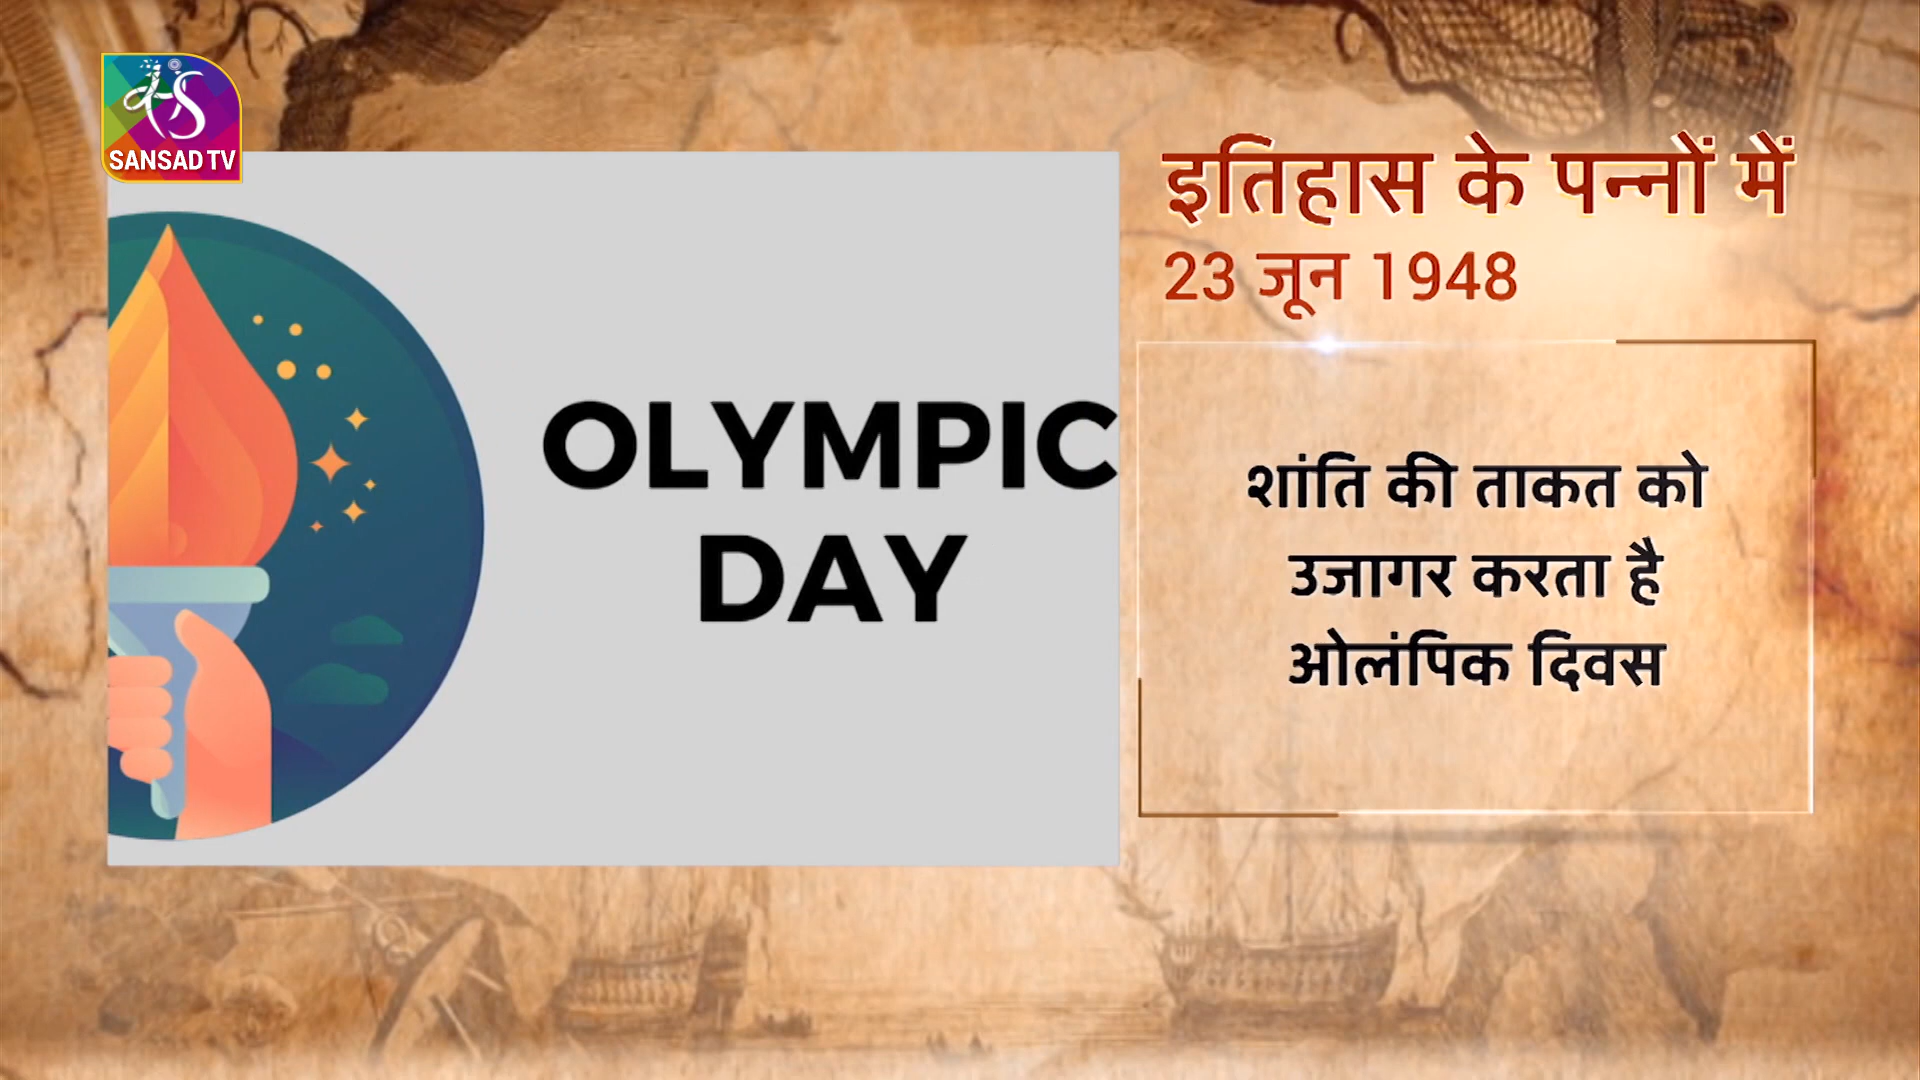 SANSAD TV
OLYMPIC
DAY
इतिहास के पन्नों में
23 जून 1948
शांति की ताकत को
उजागर करता है
ओलंपिक दिवस